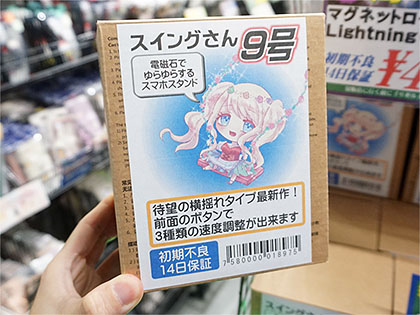 スイングさん 9号
電磁石で
ゆらゆらする
スマホスタンド
待望の横揺れタイプ最新作!
前面のボタンで
3種類の速度調整が出来ます
初期不良
14日保証
7580000018975
マグネットロ
Lightning
初期不良
14日保証